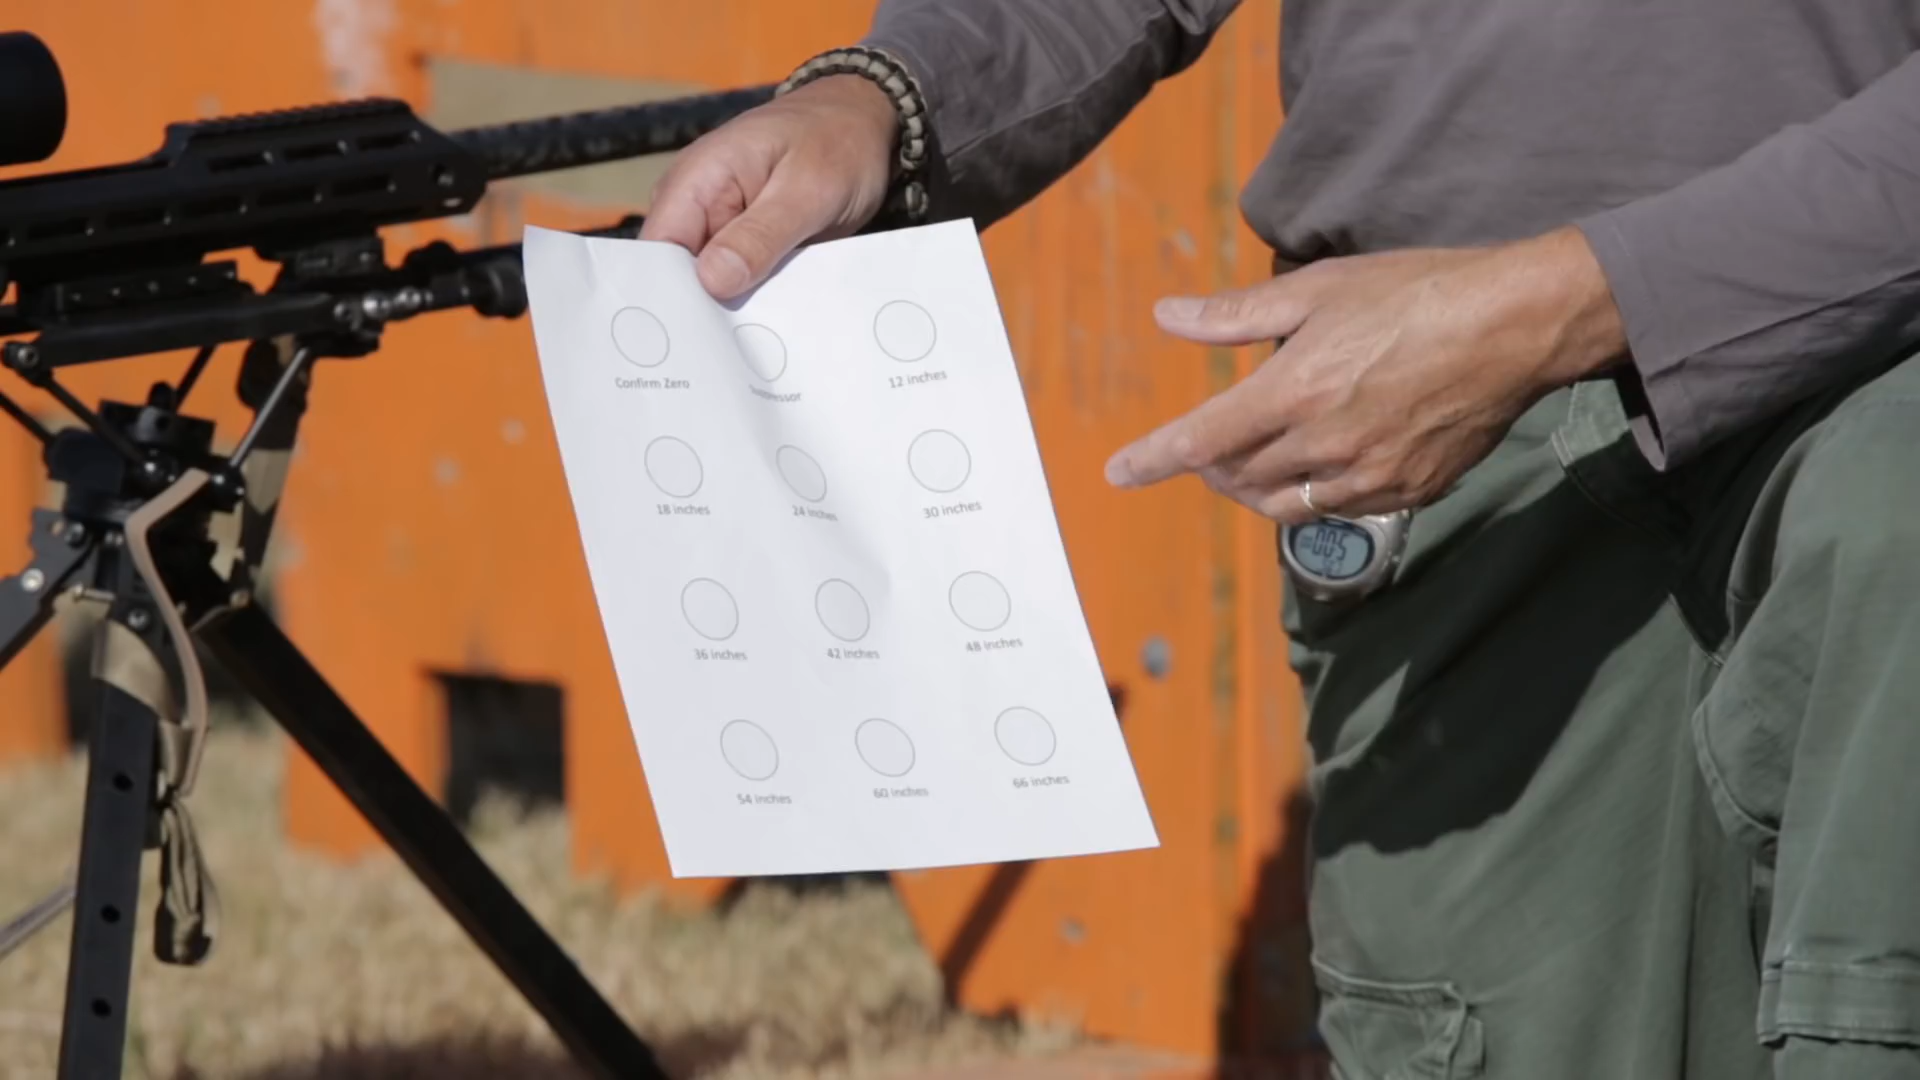 Confirm Zero
12 inches
18 inches
24 inches
30 inches
36 inches
42 inches
48 inches
54 inches
60 inches
66 inches